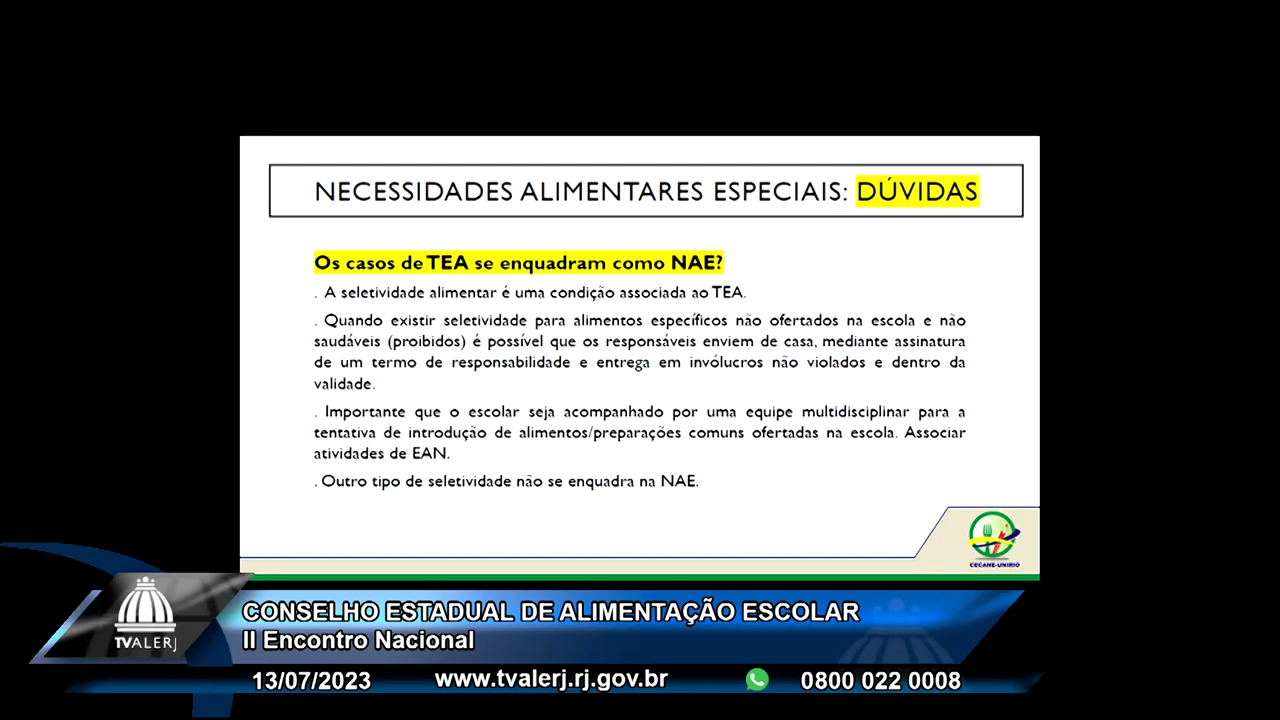 NECESSIDADES ALIMENTARES ESPECIAIS: DÚVIDAS
Os casos de TEA se enquadram como NAE?
. A seletividade alimentar é uma condição associada ao TEA.
. Quando existir seletividade para alimentos específicos não ofertados na escola e não
saudáveis (proibidos) é possível que os responsáveis enviem de casa, mediante assinatura
de um termo de responsabilidade e entrega em invólucros não violados e dentro da
validade.
. Importante que o escolar seja acompanhado por uma equipe multidisciplinar para a
tentativa de introdução de alimentos/preparações comuns ofertadas na escola. Associar
atividades de EAN.
. Outro tipo de seletividade não se enquadra na NAE.
CECANE-UNIRIO
TVALERJ
CONSELHO ESTADUAL DE ALIMENTAÇÃO ESCOLAR
II Encontro Nacional
13/07/2023 www.tvalerj.rj.gov.br 0800 022 0008